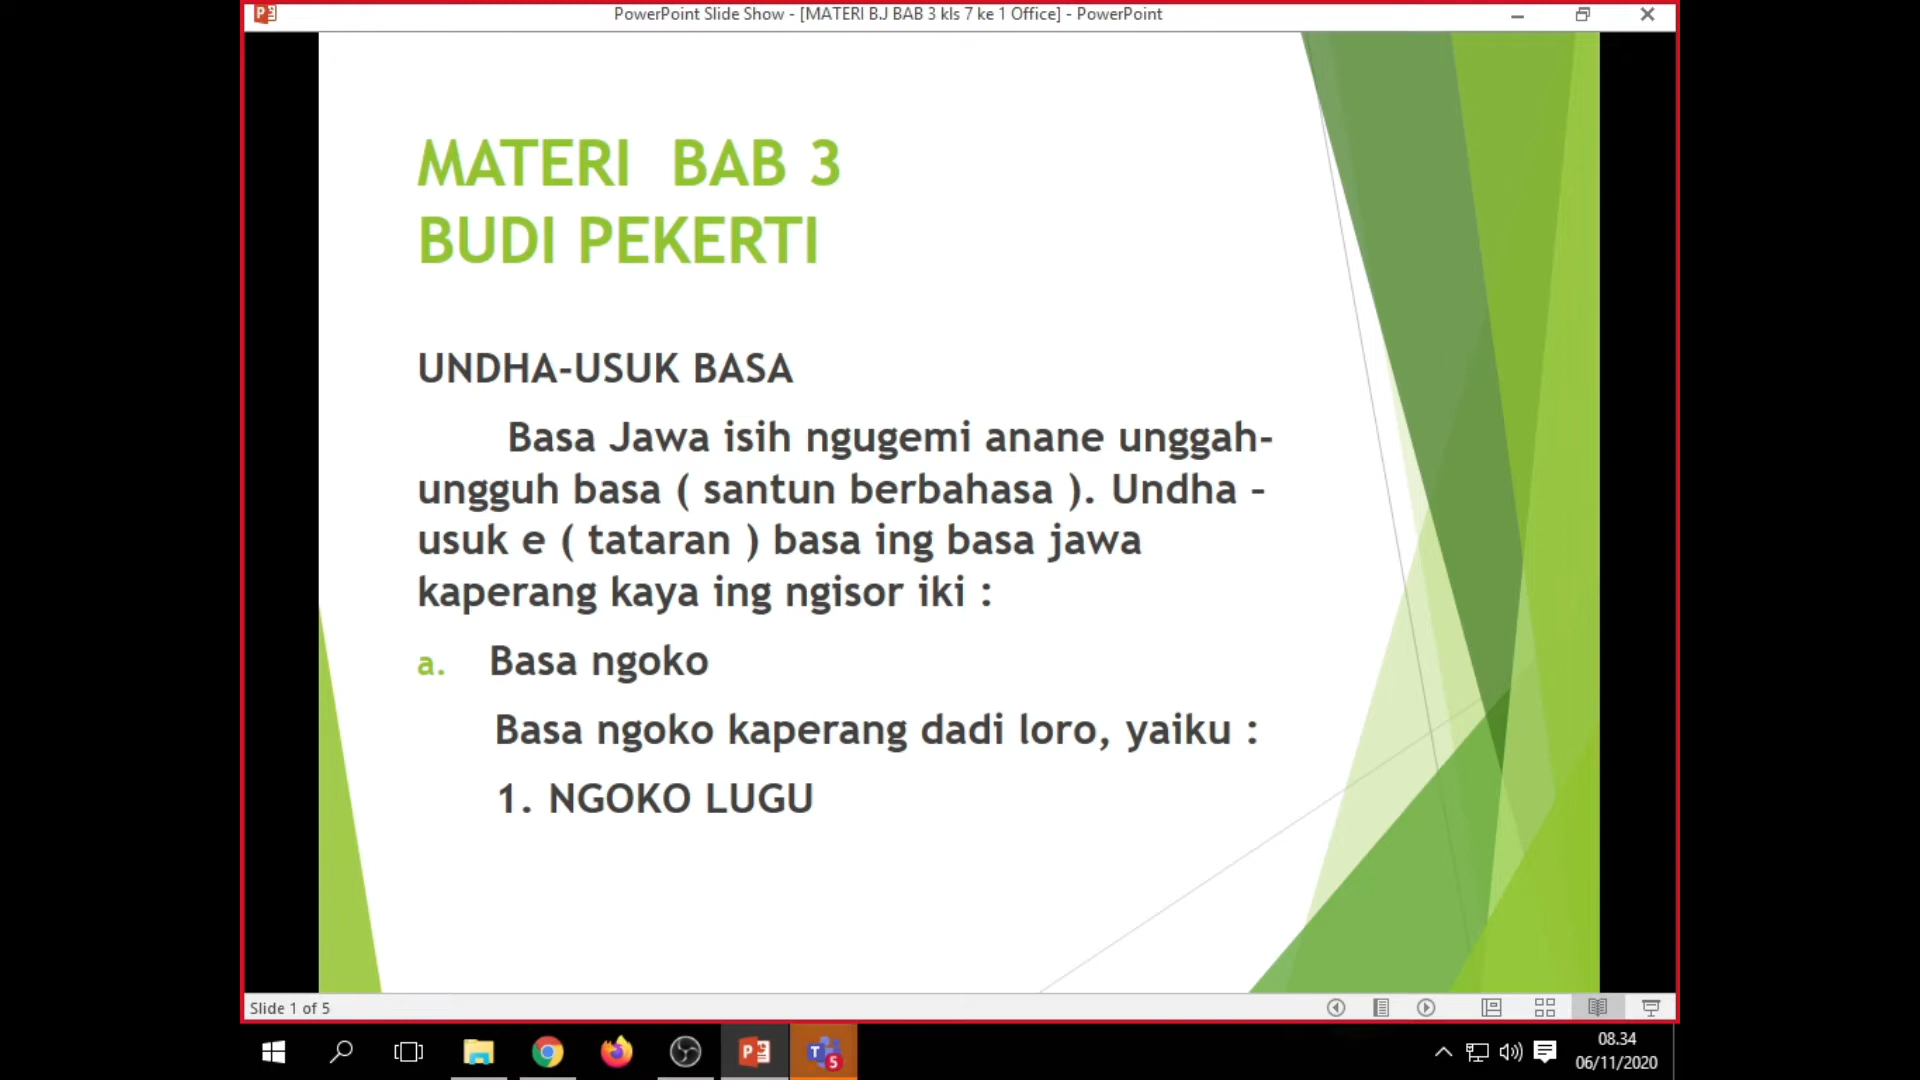 PowerPoint Slide Show - [MATERI B.J BAB 3 kls 7 ke 1 Office] - PowerPoint
MATERI  BAB 3
BUDI PEKERTI
UNDHA-USUK BASA
Basa Jawa isih ngugemi anane unggah-
ungguh basa ( santun berbahasa ). Undha –
usuk e ( tataran ) basa ing basa jawa
kaperang kaya ing ngisor iki :
a. Basa ngoko
Basa ngoko kaperang dadi loro, yaiku :
1. NGOKO LUGU
Slide 1 of 5
5
08.34
06/11/2020